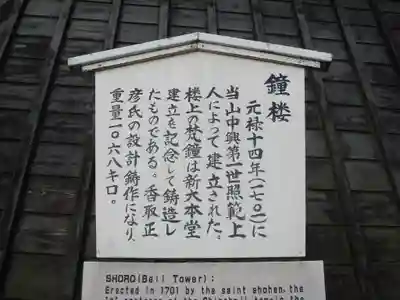 鐘楼
元禄十四年(一七〇一)に
当山中興第一世照範上
人によって建立された。
楼上の梵鐘は新大本堂
建立を記念して鋳造し
たものである。香取正
彦氏の設計鋳作になり、
重量一〇六八キロ。
SHORO(Bell Tower):
Erected in 1701 by the saint shohan, the